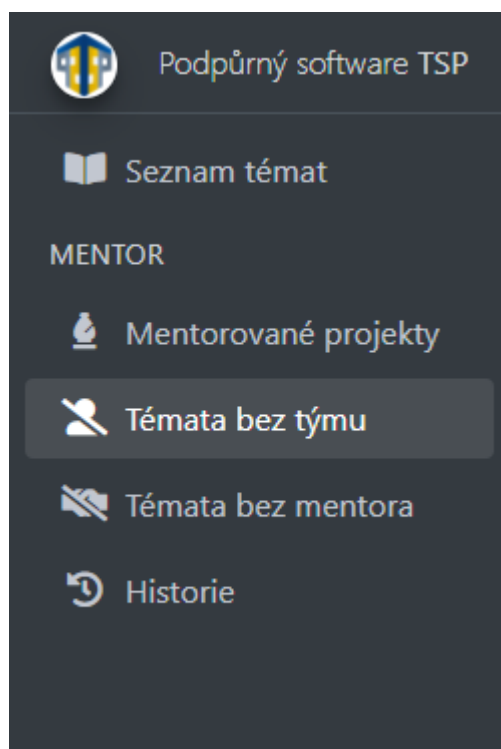 Podpůrný software TSP
Seznam témat
MENTOR
Mentorované projekty
Témata bez týmu
Témata bez mentora
Historie